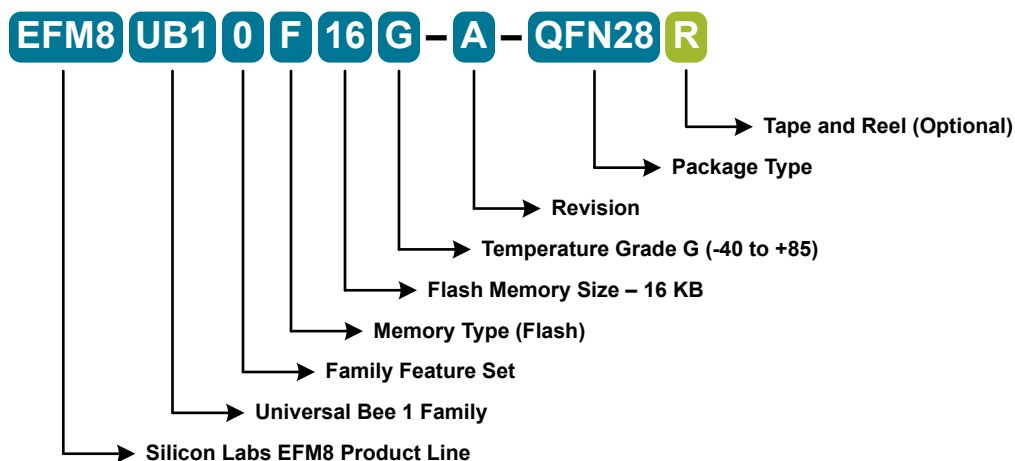 EFM8 UB1 0 F 16 G – A – QFN28 R
Tape and Reel (Optional)
Package Type
Revision
Temperature Grade G (-40 to +85)
Flash Memory Size – 16 KB
Memory Type (Flash)
Family Feature Set
Universal Bee 1 Family
Silicon Labs EFM8 Product Line